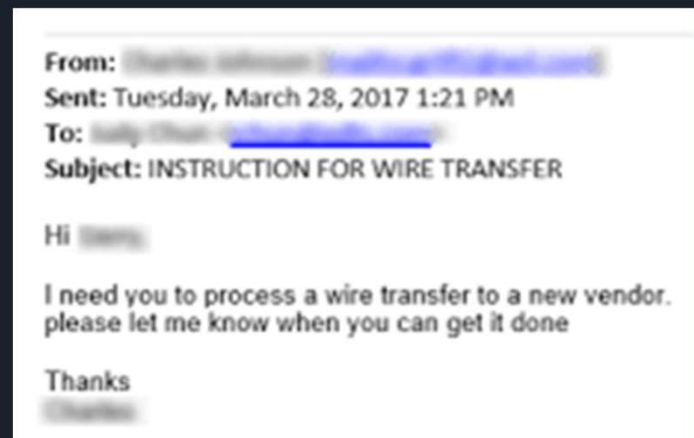 From:
Sent: Tuesday, March 28, 2017 1:21 PM
To:
Subject: INSTRUCTION FOR WIRE TRANSFER
Hi
I need you to process a wire transfer to a new vendor.
please let me know when you can get it done
Thanks